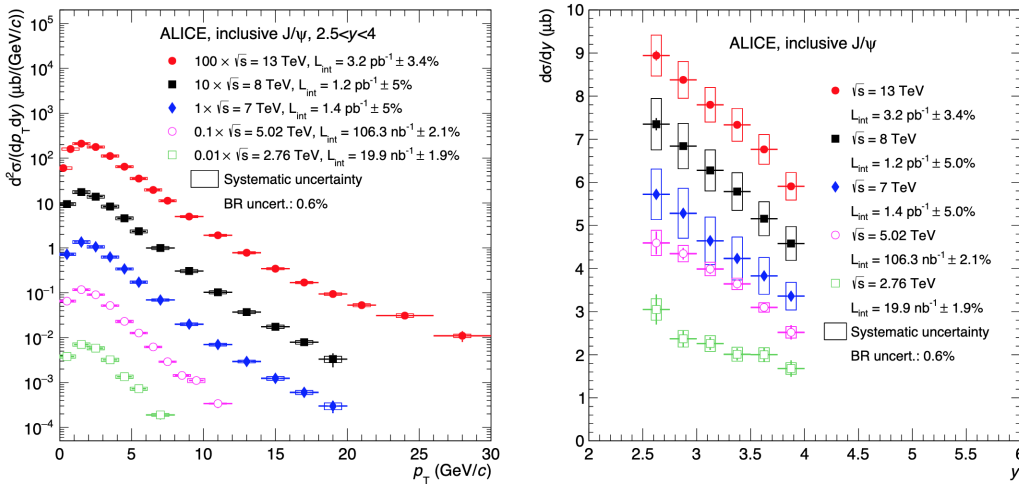 ALICE, inclusive J/ψ, 2.5<y<4
100 × √s = 13 TeV, L_int = 3.2 pb⁻¹ ± 3.4%
10 × √s = 8 TeV, L_int = 1.2 pb⁻¹ ± 5%
1 × √s = 7 TeV, L_int = 1.4 pb⁻¹ ± 5%
0.1 × √s = 5.02 TeV, L_int = 106.3 nb⁻¹ ± 2.1%
0.01 × √s = 2.76 TeV, L_int = 19.9 nb⁻¹ ± 1.9%
Systematic uncertainty
BR uncert.: 0.6%
d²σ/(dp_T dy) (μb/(GeV/c))
10⁵
10⁴
10³
10²
10
1
10⁻¹
10⁻²
10⁻³
10⁻⁴
0 5 10 15 20 25 30
p_T (GeV/c)
ALICE, inclusive J/ψ
√s = 13 TeV
L_int = 3.2 pb⁻¹ ± 3.4%
√s = 8 TeV
L_int = 1.2 pb⁻¹ ± 5.0%
√s = 7 TeV
L_int = 1.4 pb⁻¹ ± 5.0%
√s = 5.02 TeV
L_int = 106.3 nb⁻¹ ± 2.1%
√s = 2.76 TeV
L_int = 19.9 nb⁻¹ ± 1.9%
Systematic uncertainty
BR uncert.: 0.6%
dσ/dy (μb)
10
9
8
7
6
5
4
3
2
1
0
2 2.5 3 3.5 4 4.5 5 5.5 6
y